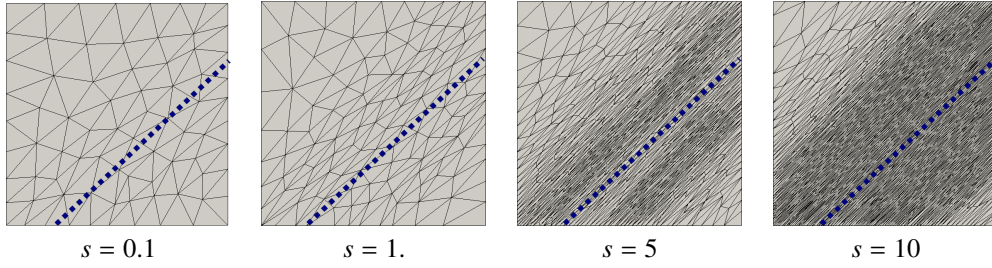 s = 0.1
s = 1.
s = 5
s = 10